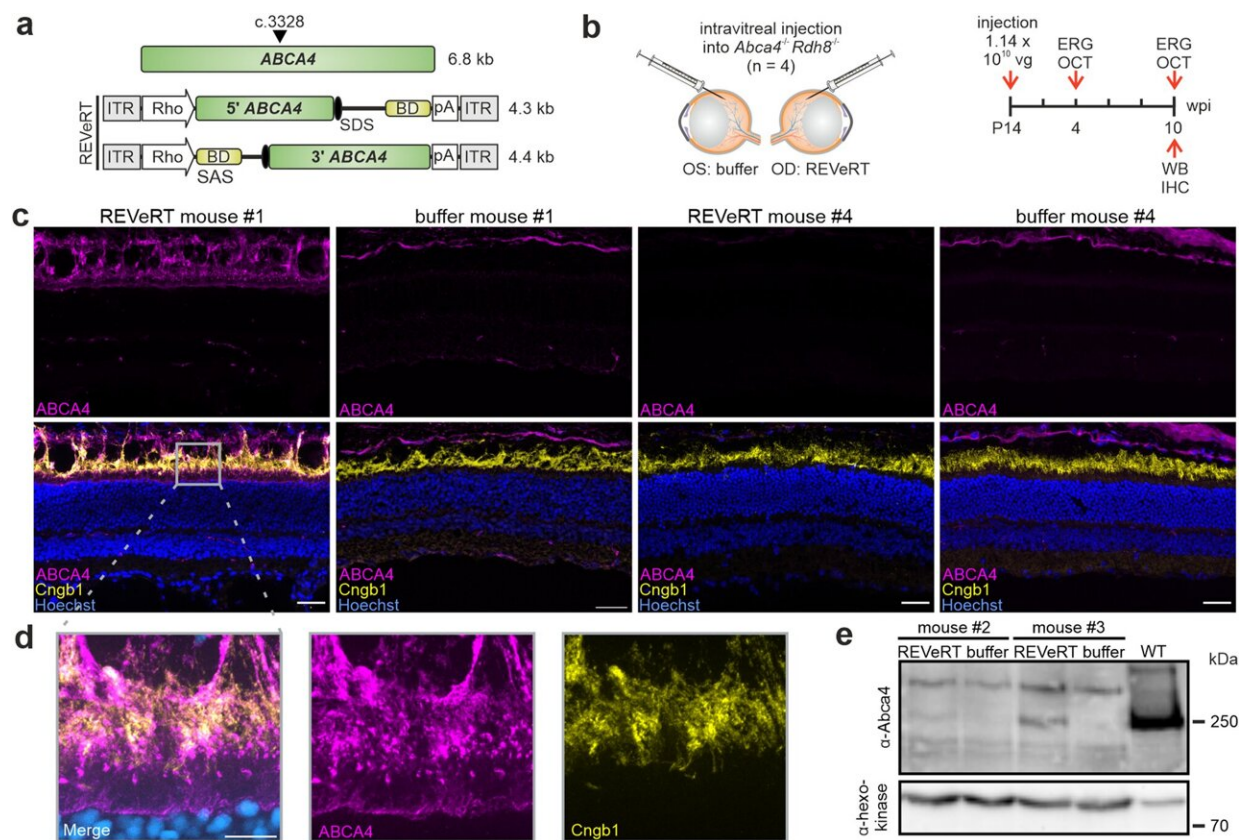 a
c.3328
ABCA4
6.8 kb
REVeRT
ITR Rho 5' ABCA4 BD pA ITR 4.3 kb
SDS
ITR Rho BD 3' ABCA4 pA ITR 4.4 kb
SAS
b
intravitreal injection
into Abca4-/- Rdh8-/-
(n = 4)
OS: buffer OD: REVeRT
injection
1.14 x
10¹⁰ vg
ERG
OCT
ERG
OCT
wpi
P14 4 10
WB
IHC
c
REVeRT mouse #1 buffer mouse #1 REVeRT mouse #4 buffer mouse #4
ABCA4 ABCA4 ABCA4 ABCA4
ABCA4 ABCA4 ABCA4 ABCA4
Cngb1 Cngb1 Cngb1 Cngb1
Hoechst Hoechst Hoechst Hoechst
d
Merge ABCA4 Cngb1
e
mouse #2 mouse #3
REVeRT buffer REVeRT buffer WT kDa
α-Abca4
250
α-hexo-
kinase
70